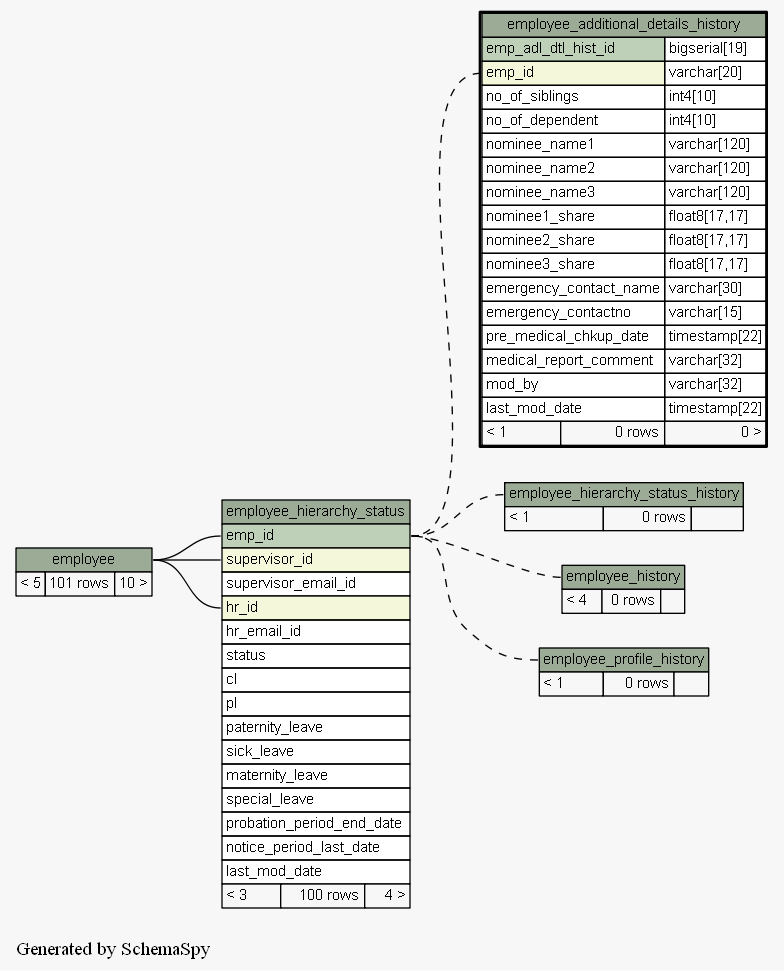 employee_additional_details_history
emp_adl_dtl_hist_id bigserial[19]
emp_id varchar[20]
no_of_siblings int4[10]
no_of_dependent int4[10]
nominee_name1 varchar[120]
nominee_name2 varchar[120]
nominee_name3 varchar[120]
nominee1_share float8[17,17]
nominee2_share float8[17,17]
nominee3_share float8[17,17]
emergency_contact_name varchar[30]
emergency_contactno varchar[15]
pre_medical_chkup_date timestamp[22]
medical_report_comment varchar[32]
mod_by varchar[32]
last_mod_date timestamp[22]
< 1 0 rows 0 >
employee_hierarchy_status_history
< 1 0 rows
employee_hierarchy_status
emp_id
supervisor_id
supervisor_email_id
hr_id
hr_email_id
status
cl
pl
paternity_leave
sick_leave
maternity_leave
special_leave
probation_period_end_date
notice_period_last_date
last_mod_date
< 3 100 rows 4 >
employee
< 5 101 rows 10 >
employee_history
< 4 0 rows
employee_profile_history
< 1 0 rows
Generated by SchemaSpy